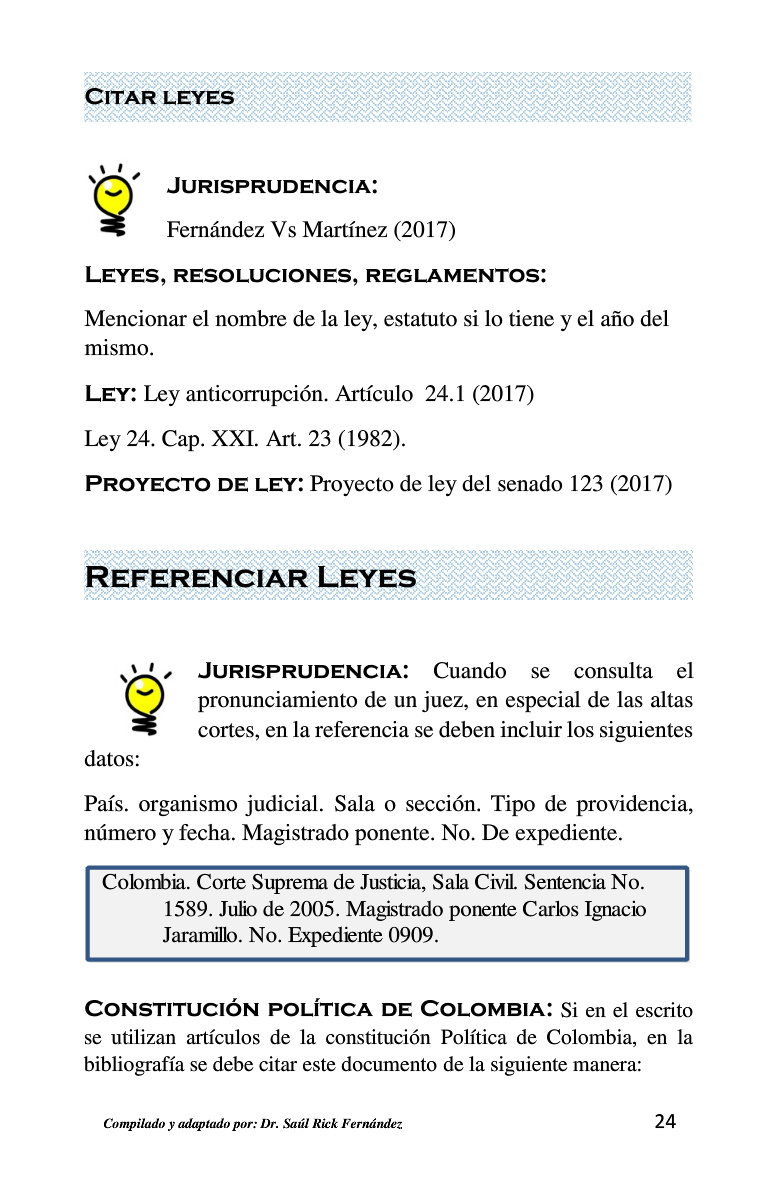 CITAR LEYES
JURISPRUDENCIA:
Fernández Vs Martínez (2017)
LEYES, RESOLUCIONES, REGLAMENTOS:
Mencionar el nombre de la ley, estatuto si lo tiene y el año del
mismo.
LEY: Ley anticorrupción. Artículo 24.1 (2017)
Ley 24. Cap. XXI. Art. 23 (1982).
PROYECTO DE LEY: Proyecto de ley del senado 123 (2017)
REFERENCIAR LEYES
JURISPRUDENCIA: Cuando se consulta el
pronunciamiento de un juez, en especial de las altas
cortes, en la referencia se deben incluir los siguientes
datos:
País. organismo judicial. Sala o sección. Tipo de providencia,
número y fecha. Magistrado ponente. No. De expediente.
Colombia. Corte Suprema de Justicia, Sala Civil. Sentencia No.
1589. Julio de 2005. Magistrado ponente Carlos Ignacio
Jaramillo. No. Expediente 0909.
CONSTITUCIÓN POLÍTICA DE COLOMBIA: Si en el escrito
se utilizan artículos de la constitución Política de Colombia, en la
bibliografía se debe citar este documento de la siguiente manera:
Compilado y adaptado por: Dr. Saúl Rick Fernández 24